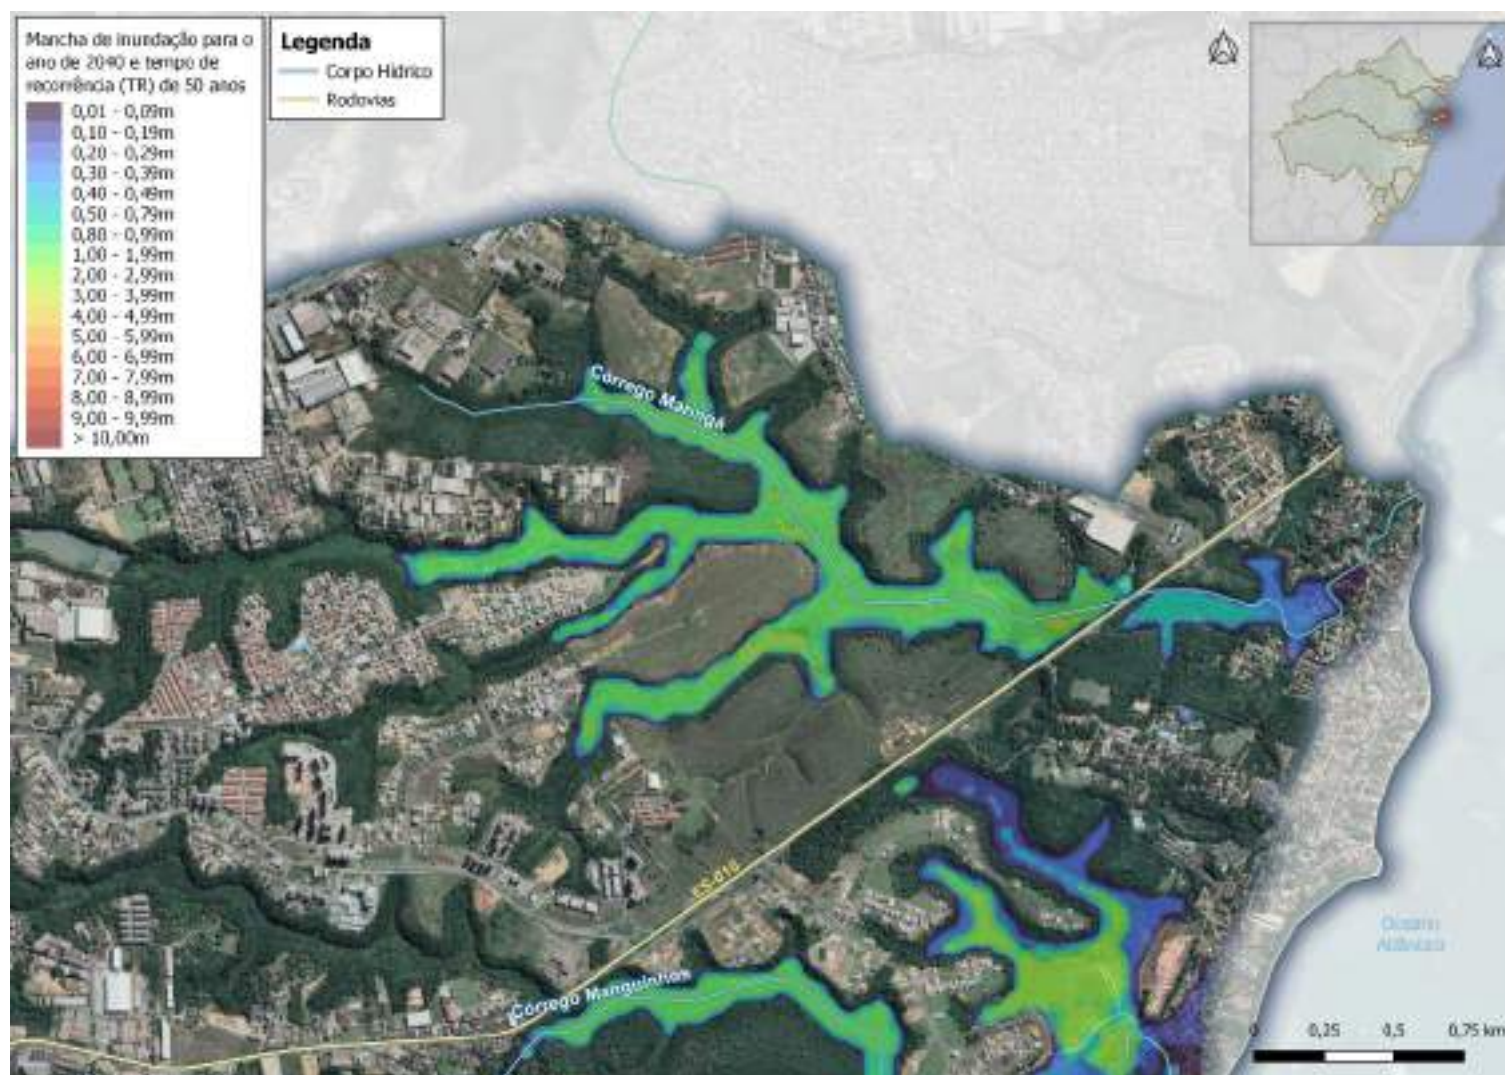 Mancha de inundação para o
ano de 2040 e tempo de
recorrência (TR) de 50 anos
0,01 - 0,09m
0,10 - 0,19m
0,20 - 0,29m
0,30 - 0,39m
0,40 - 0,49m
0,50 - 0,79m
0,80 - 0,99m
1,00 - 1,99m
2,00 - 2,99m
3,00 - 3,99m
4,00 - 4,99m
5,00 - 5,99m
6,00 - 6,99m
7,00 - 7,99m
8,00 - 8,99m
9,00 - 9,99m
> 10,00m
Legenda
Corpo Hídrico
Rodovias
Córrego Maringá
ES-010
Córrego Manguinhos
Oceano
Atlântico
0 0,25 0,5 0,75 km